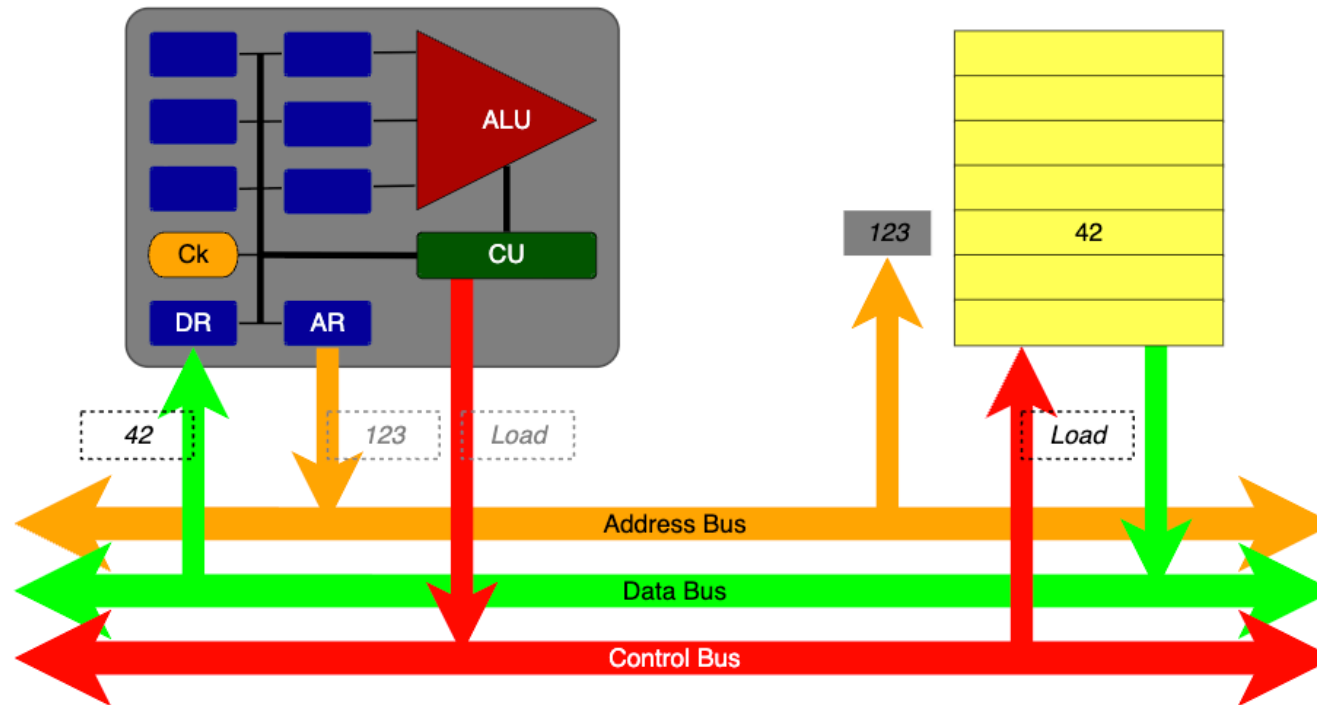 ALU
123
42
Ck
CU
DR
AR
42
123
Load
Load
Address Bus
Data Bus
Control Bus